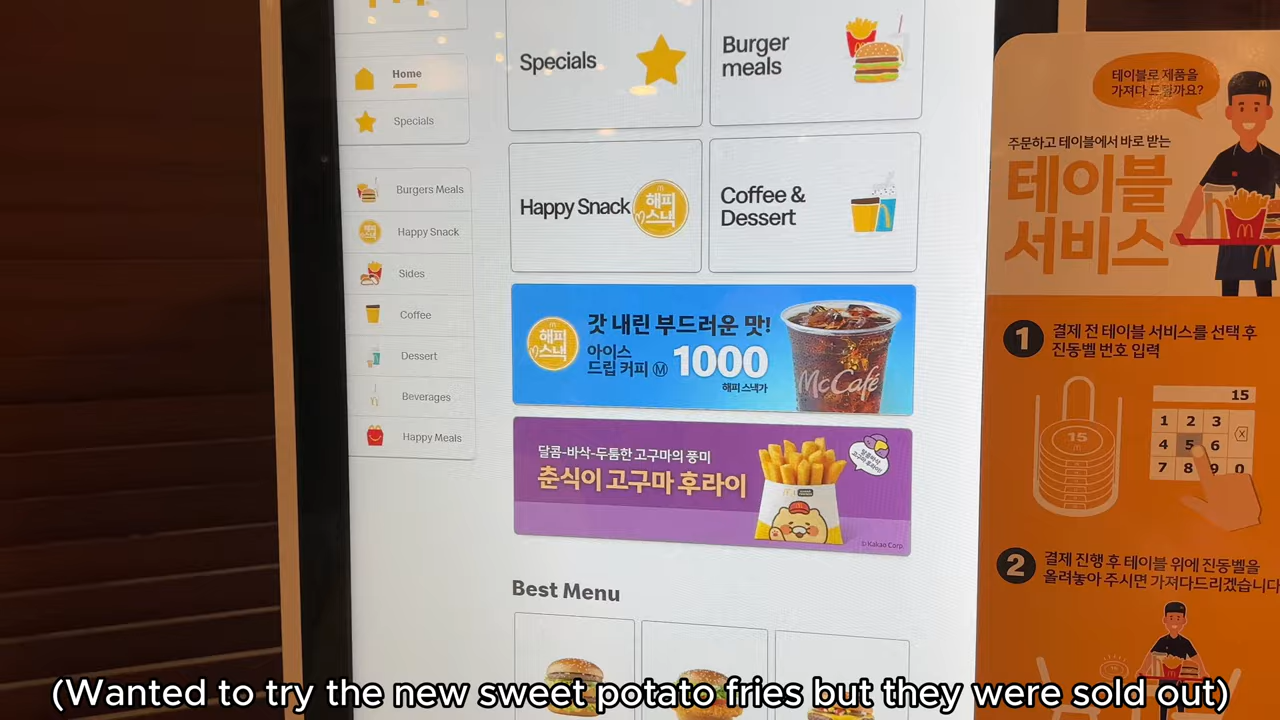 Home
Specials
Burgers Meals
Happy Snack
Sides
Coffee
Dessert
Beverages
Happy Meals
Specials
Burger
meals
Happy Snack
해피
스낵
Coffee &
Dessert
해피
스낵
갓 내린 부드러운 맛!
아이스
드립 커피 Ⓜ 1000
해피 스낵가
McCafé
달콤-바삭-두툼한 고구마의 풍미
춘식이 고구마 후라이
© Kakao Corp.
Best Menu
테이블로 제품을
가져다 드릴까요?
주문하고 테이블에서 바로 받는
테이블
서비스
1 결제 전 테이블 서비스를 선택 후
진동벨 번호 입력
15
15
1 2 3
4 5 6
7 8 9 0
2 결제 진행 후 테이블 위에 진동벨을
올려놓아 주시면 가져다드리겠습니다
(Wanted to try the new sweet potato fries but they were sold out)